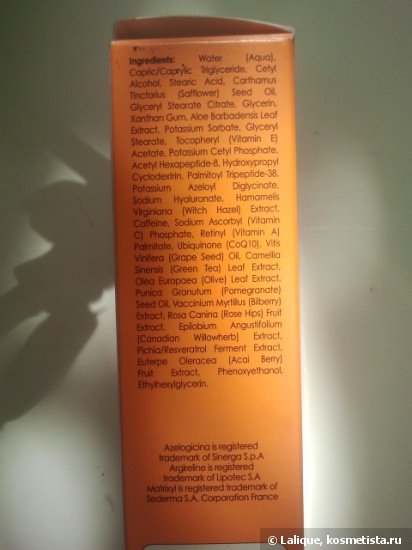 Ingredients: Water (Aqua),
Capric/Caprylic Triglyceride, Cetyl
Alcohol, Stearic Acid, Carthamus
Tinctorius (Safflower) Seed Oil,
Glyceryl Stearate Citrate, Glycerin,
Xanthan Gum, Aloe Barbadensis Leaf
Extract, Potassium Sorbate, Glyceryl
Stearate, Tocopheryl (Vitamin E)
Acetate, Potassium Cetyl Phosphate,
Acetyl Hexapeptide-8, Hydroxypropyl
Cyclodextrin, Palmitoyl Tripeptide-38,
Potassium Azeloyl Diglycinate,
Sodium Hyaluronate, Hamamelis
Virginiana (Witch Hazel) Extract,
Caffeine, Sodium Ascorbyl (Vitamin
C) Phosphate, Retinyl (Vitamin A)
Palmitate, Ubiquinone (CoQ10), Vitis
Vinifera (Grape Seed) Oil, Camellia
Sinensis (Green Tea) Leaf Extract,
Olea Europaea (Olive) Leaf Extract,
Punica Granutum (Pomegranate)
Seed Oil, Vaccinium Myrtillus (Bilberry)
Extract, Rosa Canina (Rose Hips) Fruit
Extract, Epilobium Angustifolium
(Canadian Willowherb) Extract,
Pichia/Resveratrol Ferment Extract,
Euterpe Oleracea (Acai Berry)
Fruit Extract, Phenoxyethanol,
Ethylhexylglycerin.
Azelogicina is registered
trademark of Sinerga S.p.A
Argireline is registered
trademark of Lipotec S.A
Matrixyl is registered trademark of
Sederma S.A. Corporation France
© Lalique, kosmetista.ru